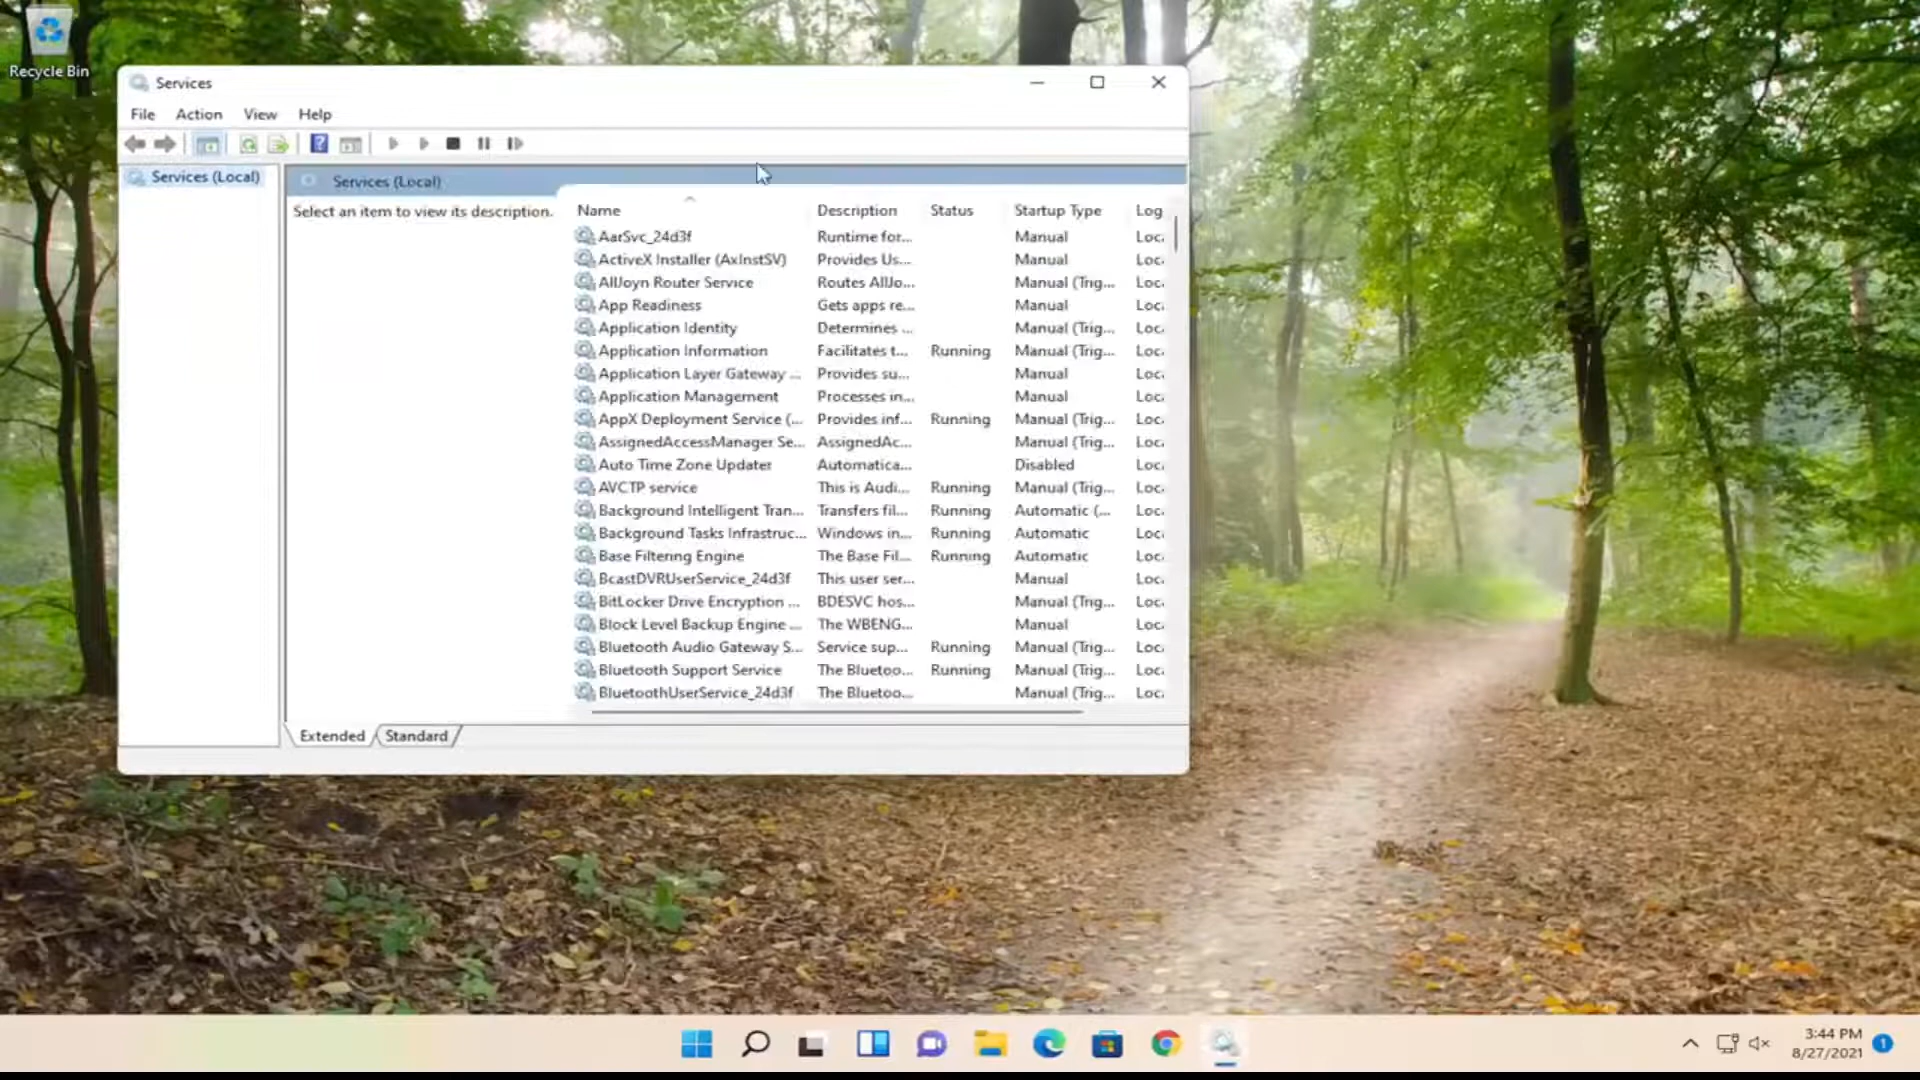 Recycle Bin
Services
File Action View Help
Services (Local)
Services (Local)
Select an item to view its description.
Name Description Status Startup Type Log
AarSvc_24d3f Runtime for... Manual Loc
ActiveX Installer (AxInstSV) Provides Us... Manual Loc
AllJoyn Router Service Routes AllJo... Manual (Trig... Loc
App Readiness Gets apps re... Manual Loc
Application Identity Determines ... Manual (Trig... Loc
Application Information Facilitates t... Running Manual (Trig... Loc
Application Layer Gateway ... Provides su... Manual Loc
Application Management Processes in... Manual Loc
AppX Deployment Service (... Provides inf... Running Manual (Trig... Loc
AssignedAccessManager Se... AssignedAc... Manual (Trig... Loc
Auto Time Zone Updater Automatica... Disabled Loc
AVCTP service This is Audi... Running Manual (Trig... Loc
Background Intelligent Tran... Transfers fil... Running Automatic (... Loc
Background Tasks Infrastruc... Windows in... Running Automatic Loc
Base Filtering Engine The Base Fil... Running Automatic Loc
BcastDVRUserService_24d3f This user ser... Manual Loc
BitLocker Drive Encryption ... BDESVC hos... Manual (Trig... Loc
Block Level Backup Engine ... The WBENG... Manual Loc
Bluetooth Audio Gateway S... Service sup... Running Manual (Trig... Loc
Bluetooth Support Service The Bluetoo... Running Manual (Trig... Loc
BluetoothUserService_24d3f The Bluetoo... Manual (Trig... Loc
Extended Standard
3:44 PM
8/27/2021
1